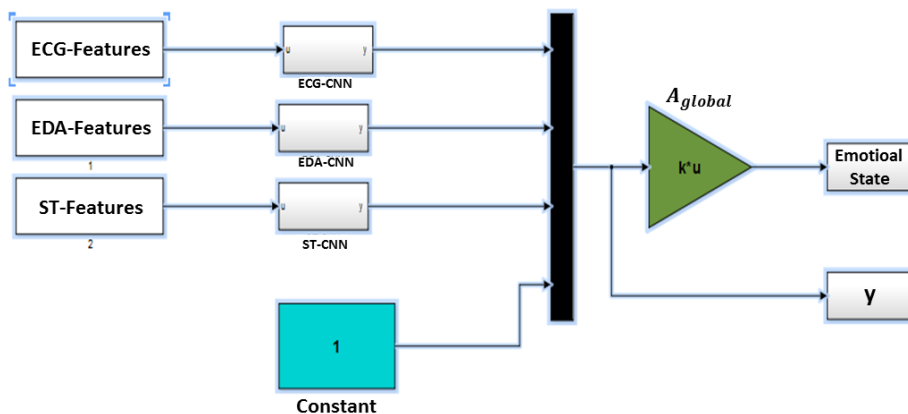 ECG-Features
u y
ECG-CNN
EDA-Features
1
u y
EDA-CNN
ST-Features
2
u y
ST-CNN
1
Constant
A_global
k*u
Emotioal
State
y